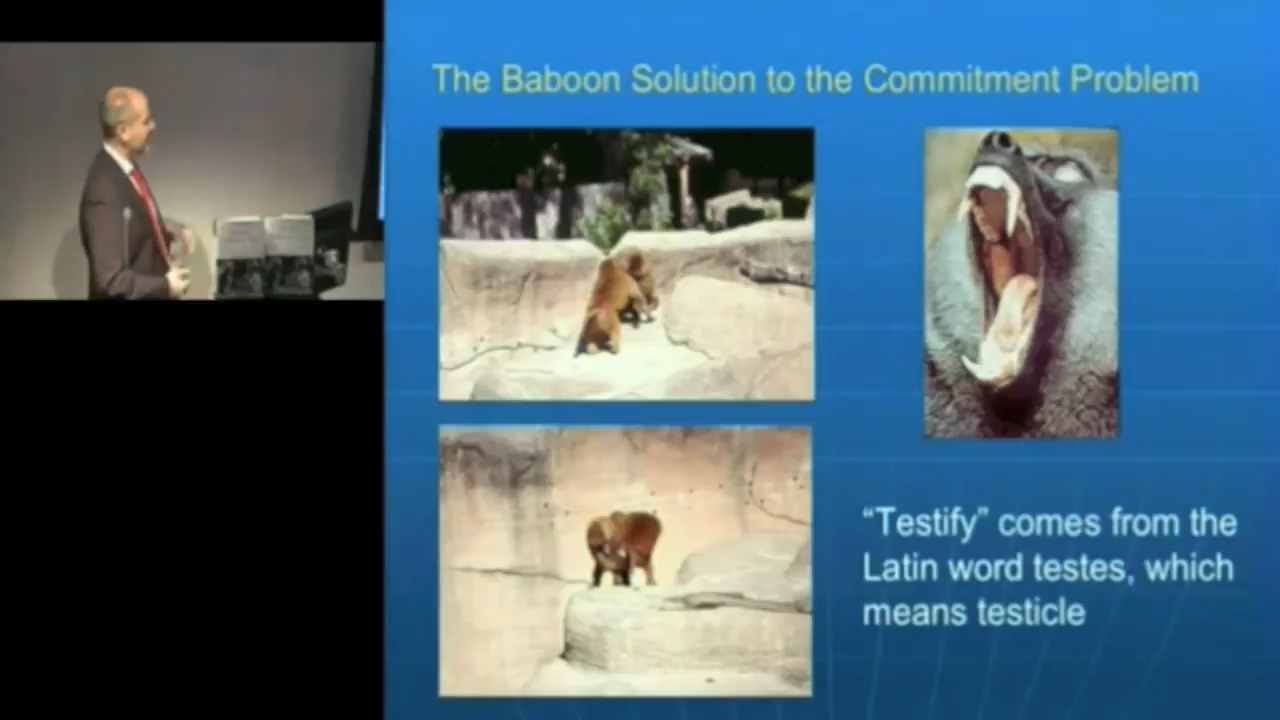 The Baboon Solution to the Commitment Problem
“Testify” comes from the
Latin word testes, which
means testicle